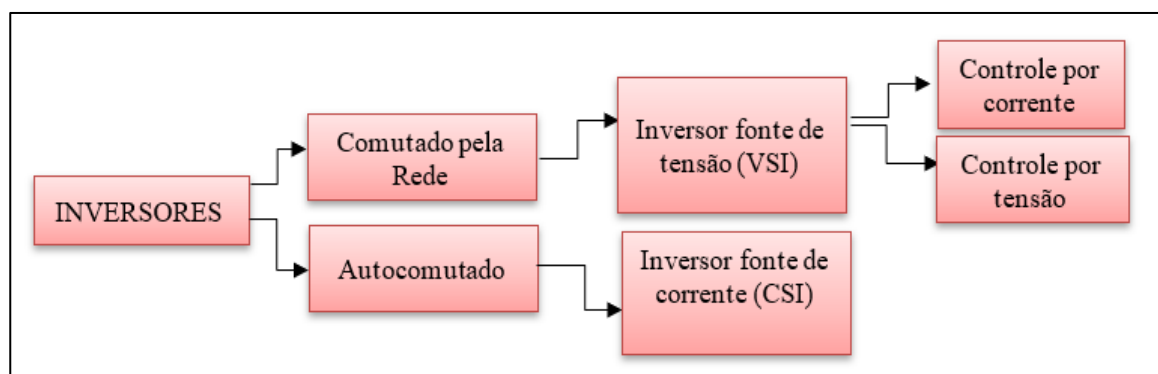 INVERSORES
Comutado pela
Rede
Autocomutado
Inversor fonte de
tensão (VSI)
Inversor fonte de
corrente (CSI)
Controle por
corrente
Controle por
tensão